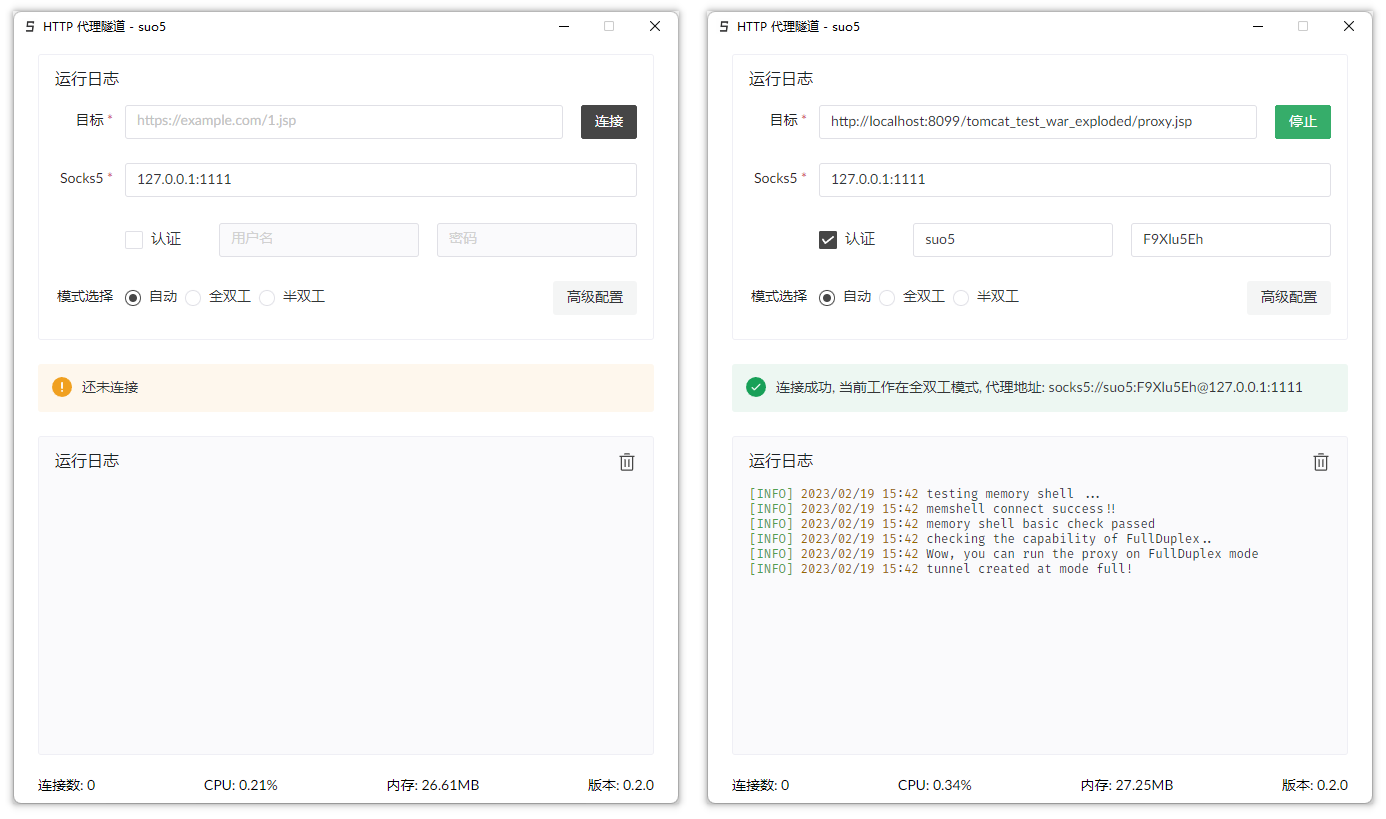 HTTP 代理隧道 - suo5
运行日志
目标 * https://example.com/1.jsp 连接
Socks5 * 127.0.0.1:1111
认证 用户名 密码
模式选择 自动 全双工 半双工 高级配置
还未连接
运行日志
连接数: 0 CPU: 0.21% 内存: 26.61MB 版本: 0.2.0
HTTP 代理隧道 - suo5
运行日志
目标 * http://localhost:8099/tomcat_test_war_exploded/proxy.jsp 停止
Socks5 * 127.0.0.1:1111
认证 suo5 F9XIu5Eh
模式选择 自动 全双工 半双工 高级配置
连接成功, 当前工作在全双工模式, 代理地址: socks5://suo5:F9XIu5Eh@127.0.0.1:1111
运行日志
[INFO] 2023/02/19 15:42 testing memory shell ...
[INFO] 2023/02/19 15:42 memshell connect success!!
[INFO] 2023/02/19 15:42 memory shell basic check passed
[INFO] 2023/02/19 15:42 checking the capability of FullDuplex..
[INFO] 2023/02/19 15:42 Wow, you can run the proxy on FullDuplex mode
[INFO] 2023/02/19 15:42 tunnel created at mode full!
连接数: 0 CPU: 0.34% 内存: 27.25MB 版本: 0.2.0